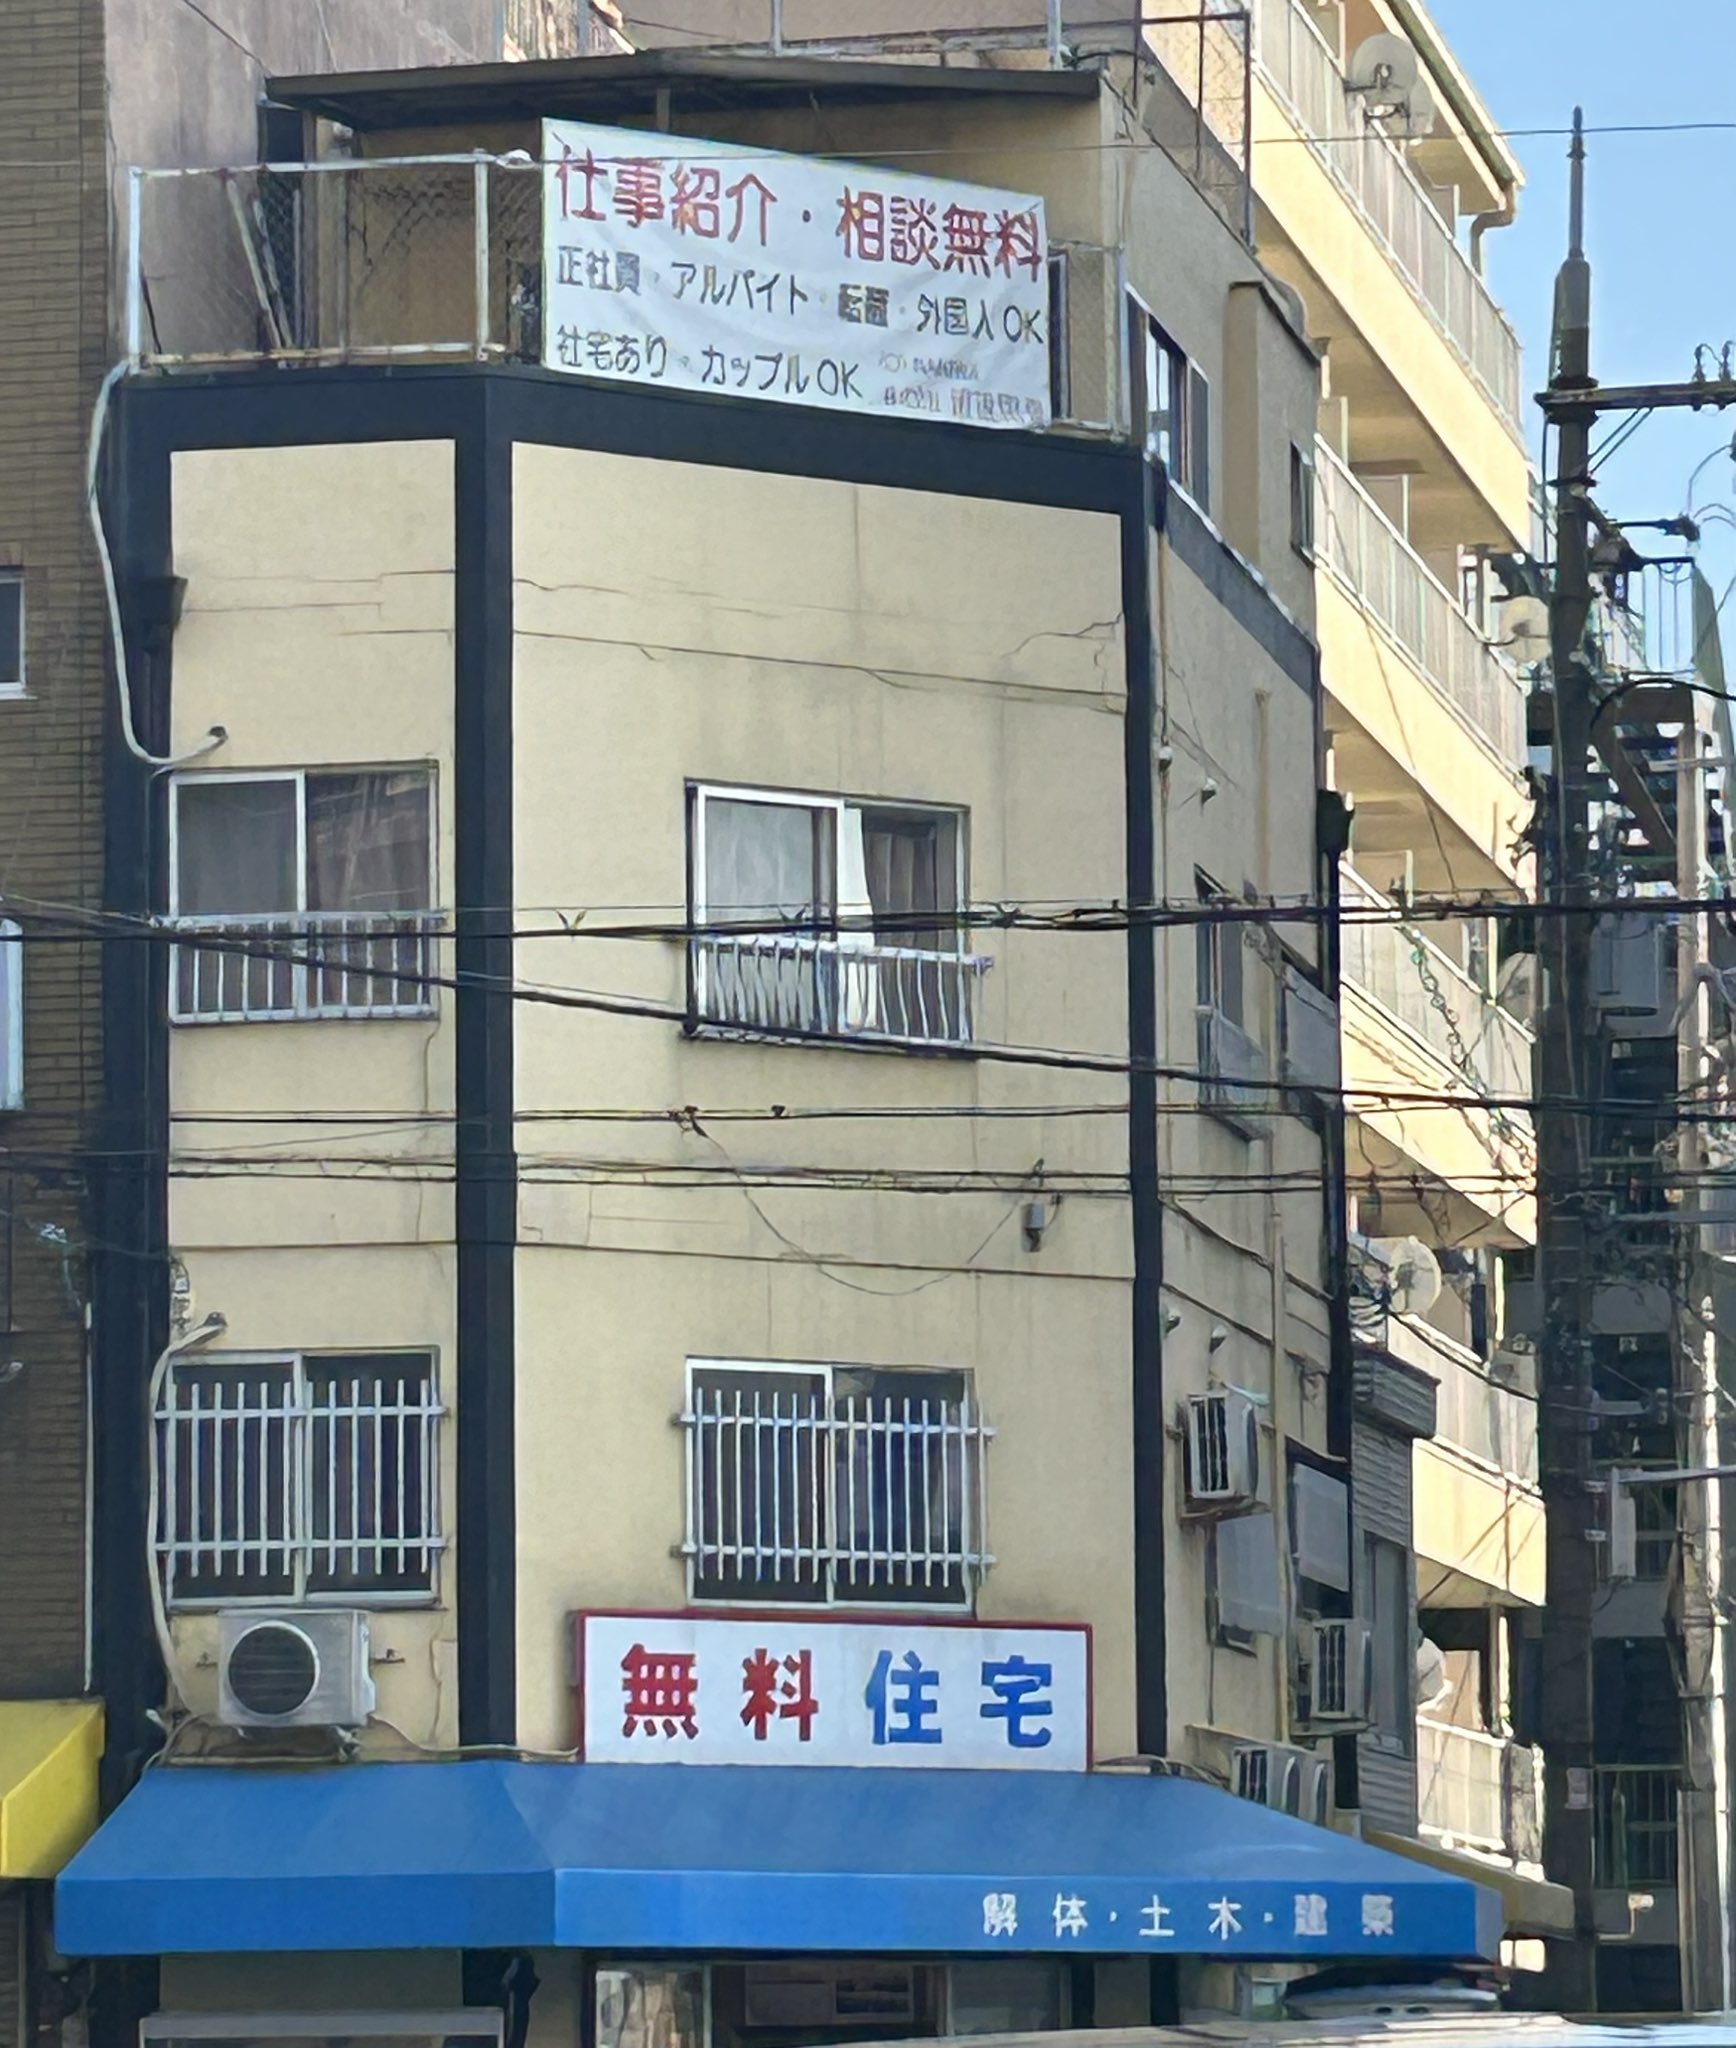 仕事紹介・相談無料
正社員・アルバイト・転職・外国人OK
社宅あり・カップルOK
無料住宅
解体・土木・建築